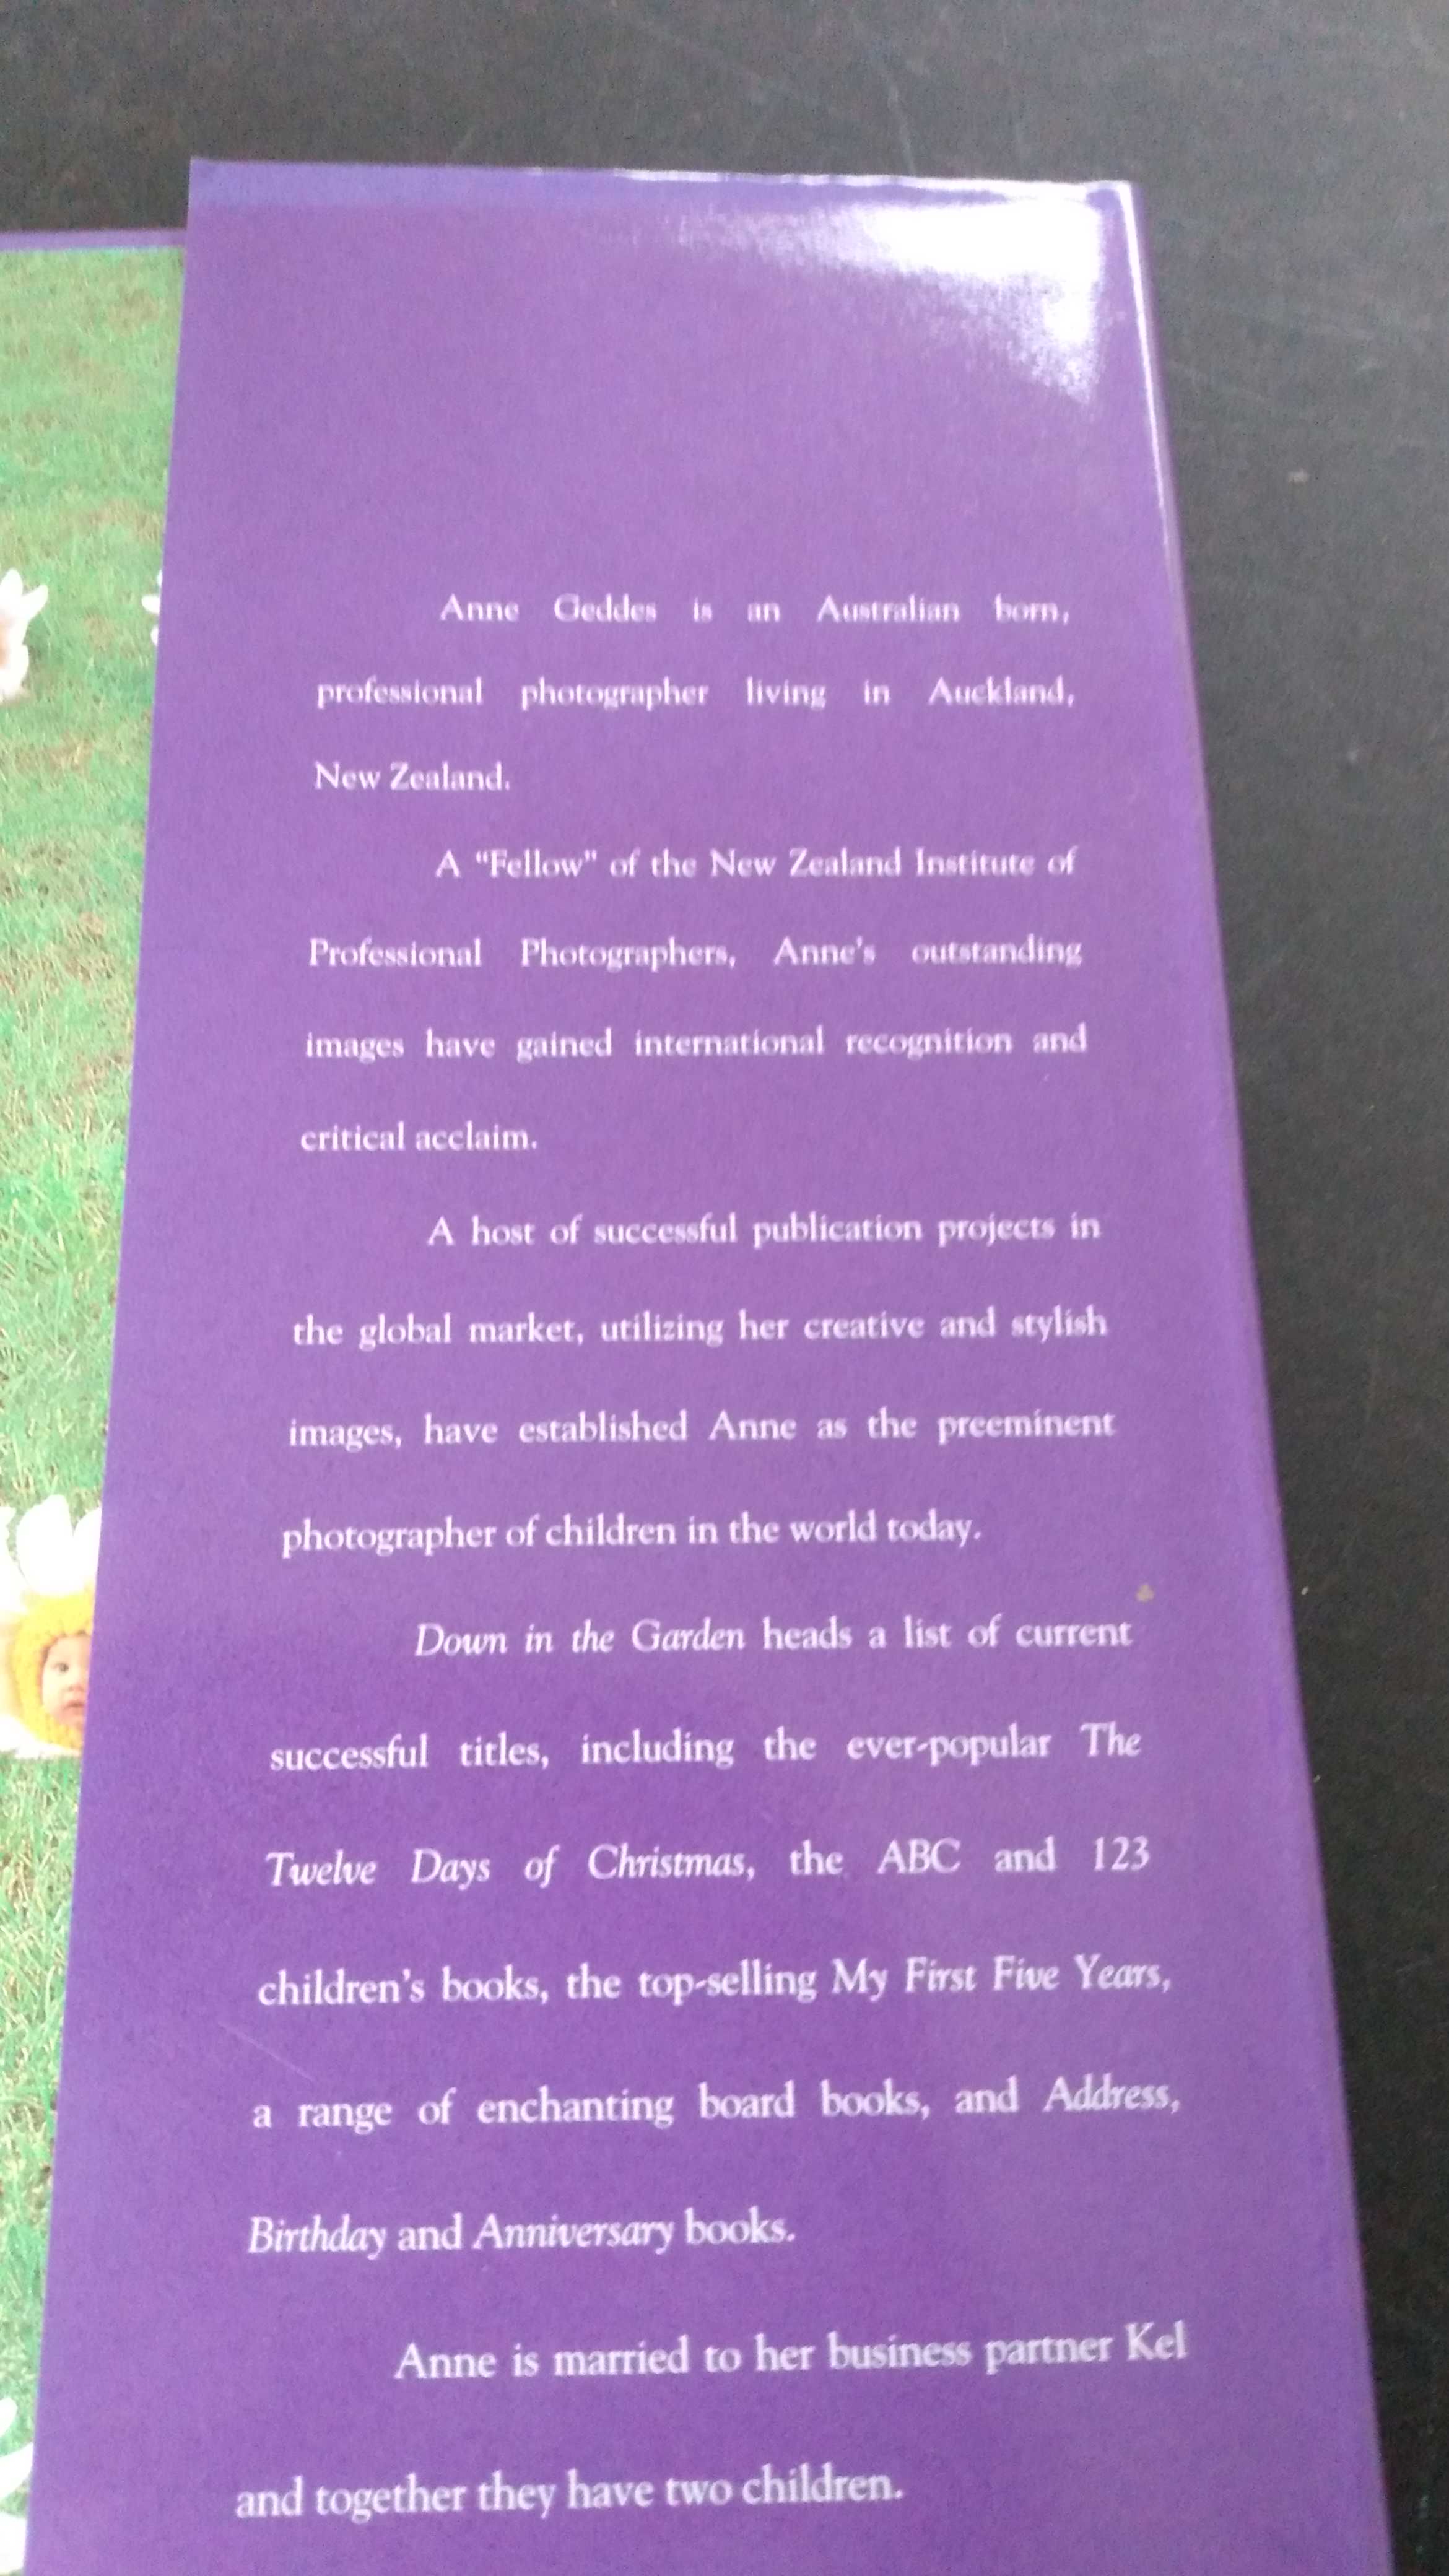 Anne Geddes is an Australian born,
professional photographer living in Auckland,
New Zealand.
A “Fellow” of the New Zealand Institute of
Professional Photographers, Anne's outstanding
images have gained international recognition and
critical acclaim.
A host of successful publication projects in
the global market, utilizing her creative and stylish
images, have established Anne as the preeminent
photographer of children in the world today.
Down in the Garden heads a list of current
successful titles, including the ever-popular The
Twelve Days of Christmas, the ABC and 123
children's books, the top-selling My First Five Years,
a range of enchanting board books, and Address,
Birthday and Anniversary books.
Anne is married to her business partner Kel
and together they have two children.